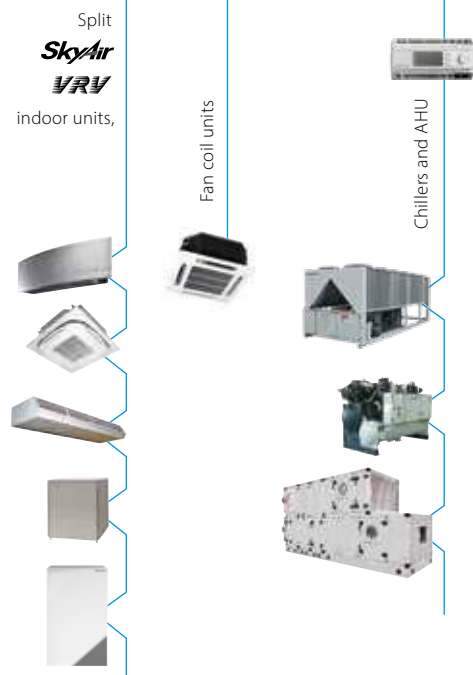 Split
SkyAir
VRV
indoor units,
Fan coil units
Chillers and AHU